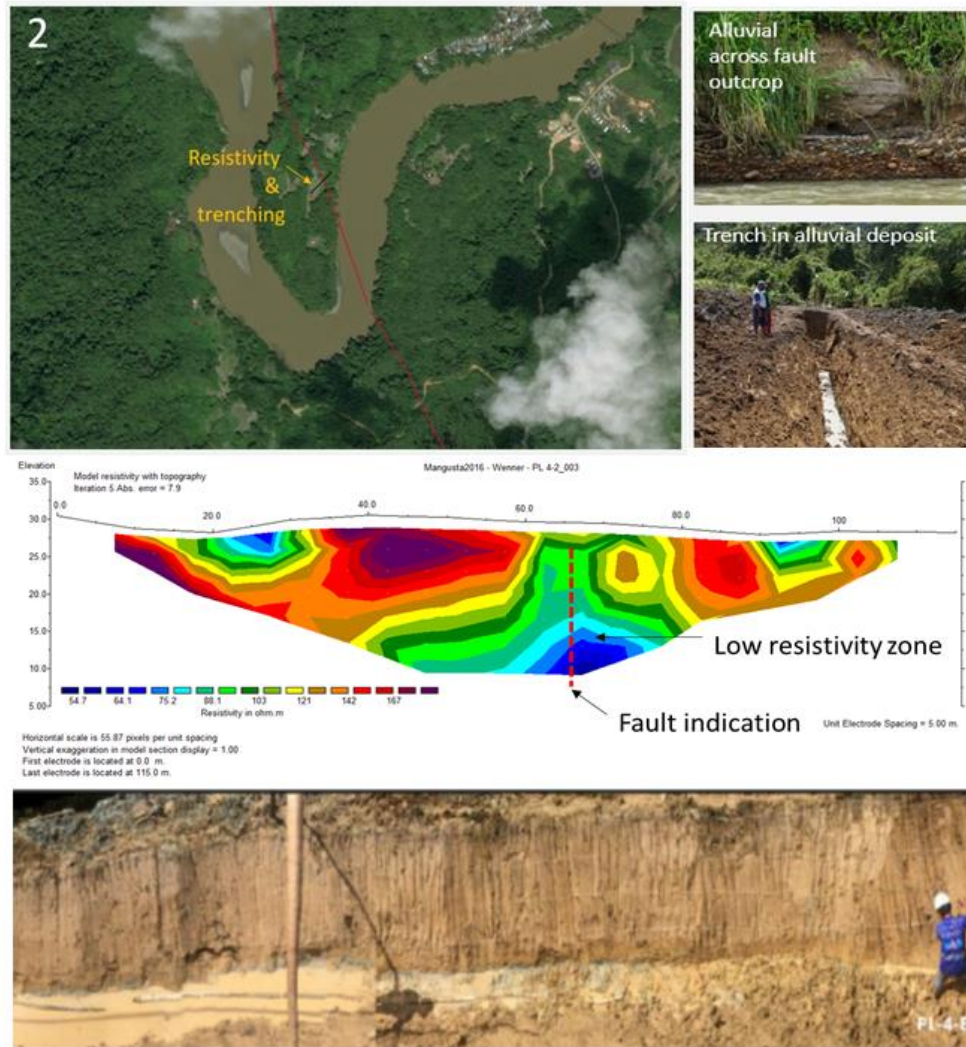 2
Resistivity
&
trenching
Alluvial
across fault
outcrop
Trench in alluvial deposit
Elevation
Model resistivity with topography
Iteration 5 Abs. error = 7.9
Mangusta2016 - Wenner - PL 4-2_003
35.0
30.0
25.0
20.0
15.0
10.0
5.00
0.0 20.0 40.0 60.0 80.0 100
Low resistivity zone
54.7 64.1 75.2 88.1 103 121 142 167
Resistivity in ohm.m
Fault indication
Unit Electrode Spacing = 5.00 m.
Horizontal scale is 55.87 pixels per unit spacing
Vertical exaggeration in model section display = 1.00
First electrode is located at 0.0 m.
Last electrode is located at 115.0 m.